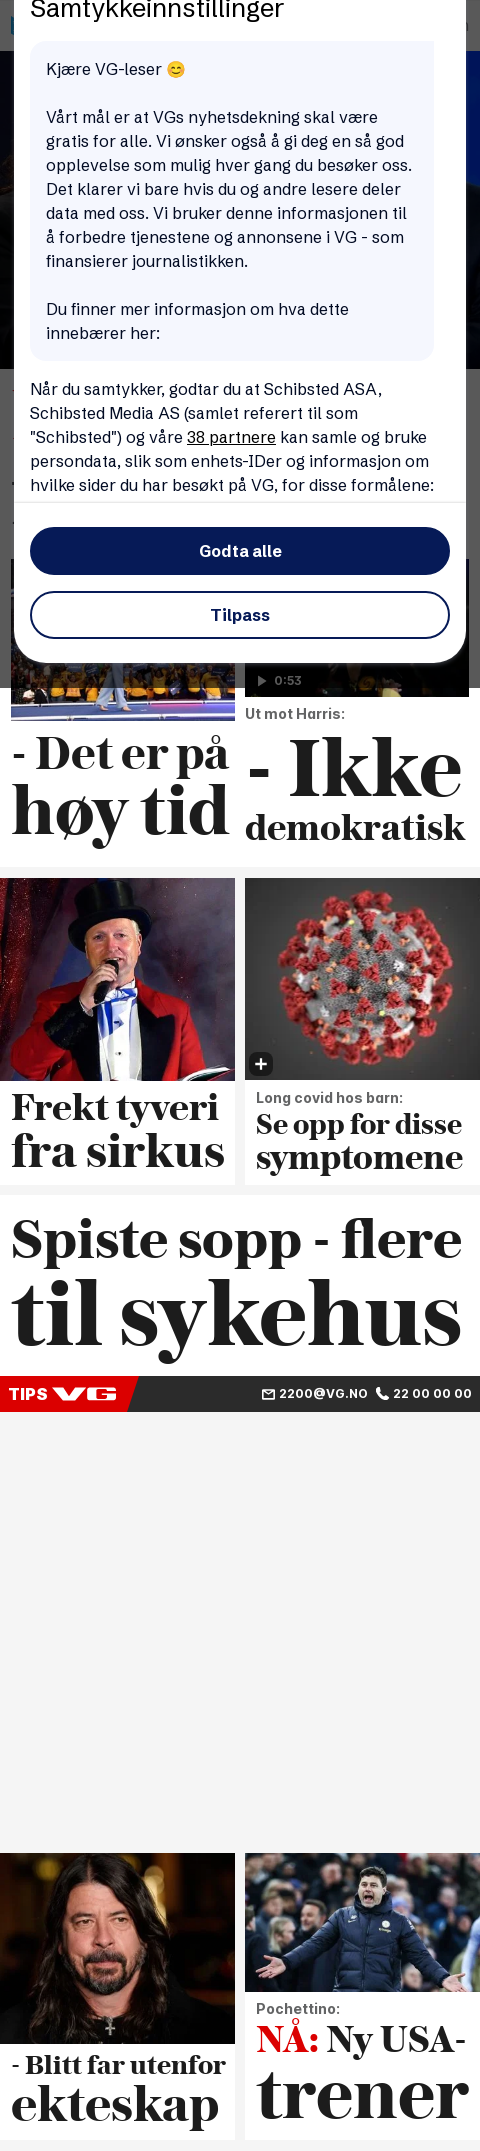 Samtykkeinnstillinger
Kjære VG-leser 😊
Vårt mål er at VGs nyhetsdekning skal være
gratis for alle. Vi ønsker også å gi deg en så god
opplevelse som mulig hver gang du besøker oss.
Det klarer vi bare hvis du og andre lesere deler
data med oss. Vi bruker denne informasjonen til
å forbedre tjenestene og annonsene i VG - som
finansierer journalistikken.
Du finner mer informasjon om hva dette
innebærer her:
Når du samtykker, godtar du at Schibsted ASA,
Schibsted Media AS (samlet referert til som
"Schibsted") og våre 38 partnere kan samle og bruke
persondata, slik som enhets-IDer og informasjon om
hvilke sider du har besøkt på VG, for disse formålene:
Godta alle
Tilpass
0:53
- Det er på
høy tid
Ut mot Harris:
- Ikke
demokratisk
Frekt tyveri
fra sirkus
Long covid hos barn:
Se opp for disse
symptomene
Spiste sopp - flere
til sykehus
TIPS VG 2200@VG.NO 22 00 00 00
- Blitt far utenfor
ekteskap
Pochettino:
NÅ: Ny USA-
trener